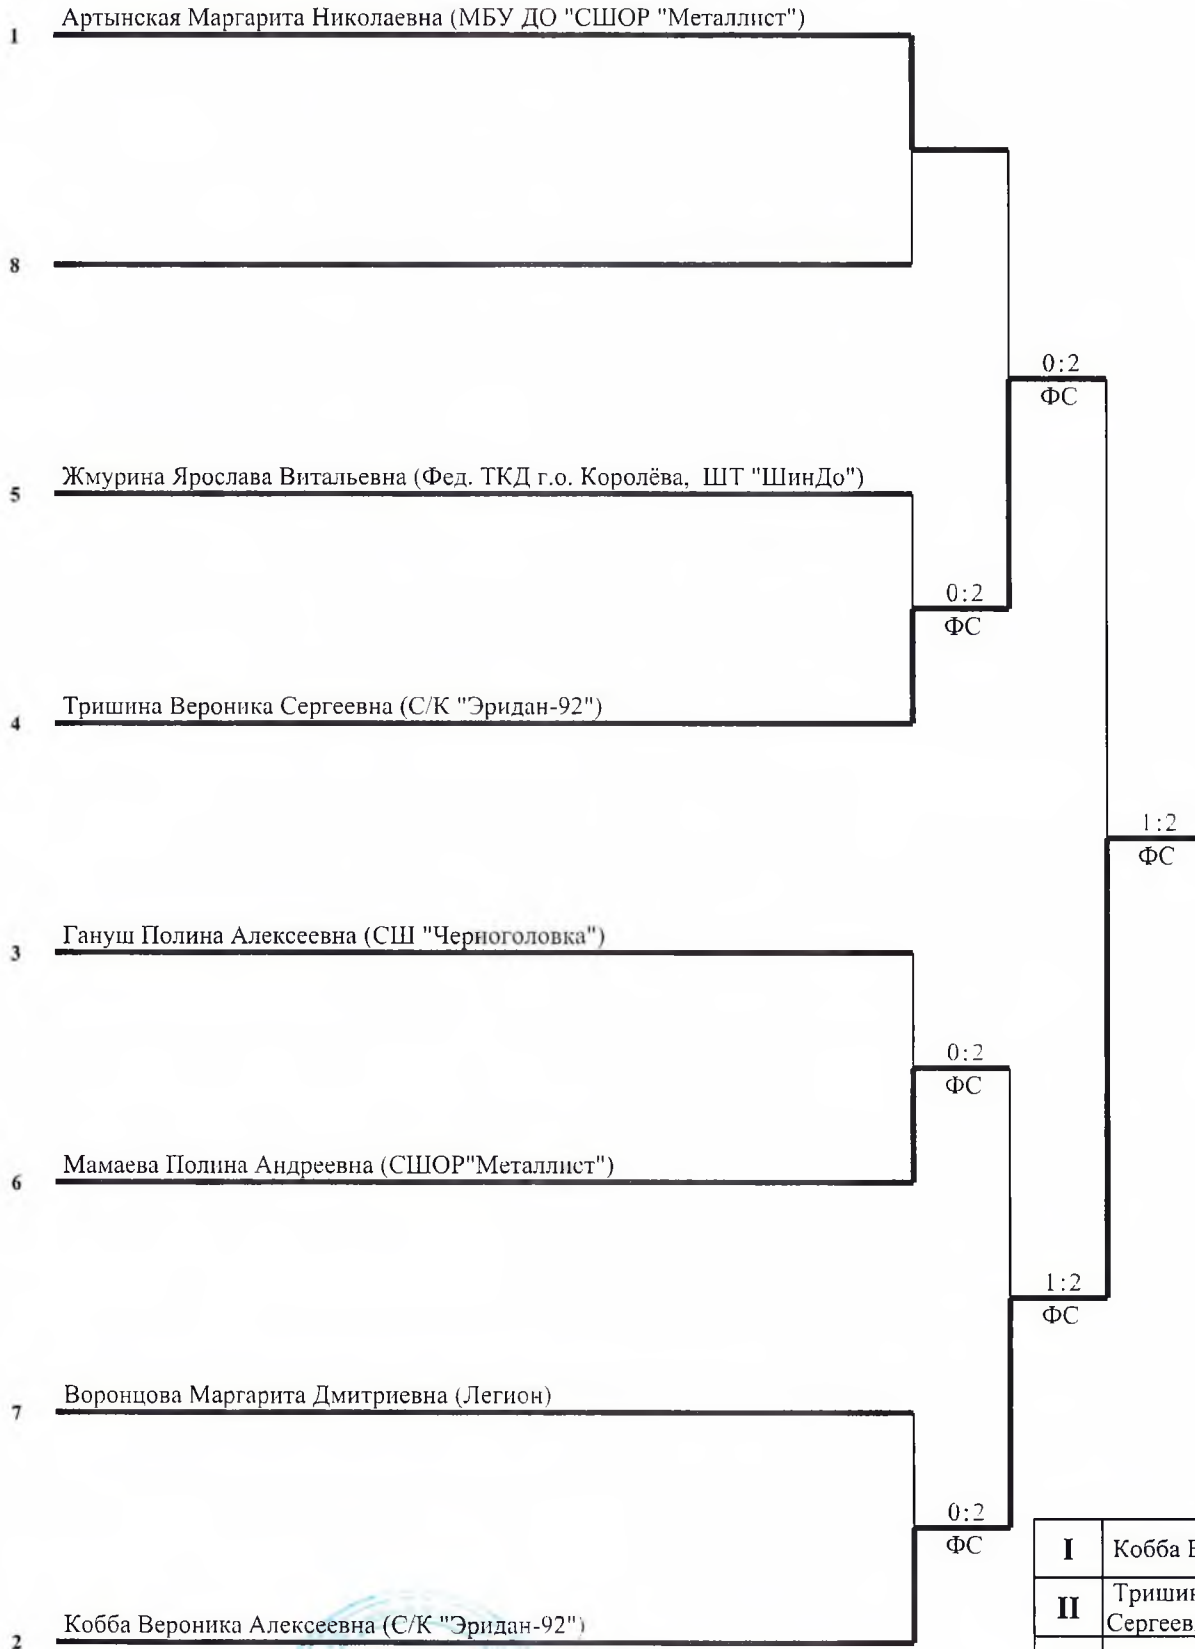 Артынская Маргарита Николаевна (МБУ ДО "СШОР "Металлист")
1
8
0:2
ФС
Жмурина Ярослава Витальевна (Фед. ТКД г.о. Королёва, ШТ "ШинДо")
5
0:2
ФС
Тришина Вероника Сергеевна (С/К "Эридан-92")
4
1:2
ФС
Гануш Полина Алексеевна (СШ "Черноголовка")
3
0:2
ФС
Мамаева Полина Андреевна (СШОР"Металлист")
6
1:2
ФС
Воронцова Маргарита Дмитриевна (Легион)
7
0:2
ФС
I Кобба
II Тришин
Сергеев
Кобба Вероника Алексеевна (С/К "Эридан-92")
2